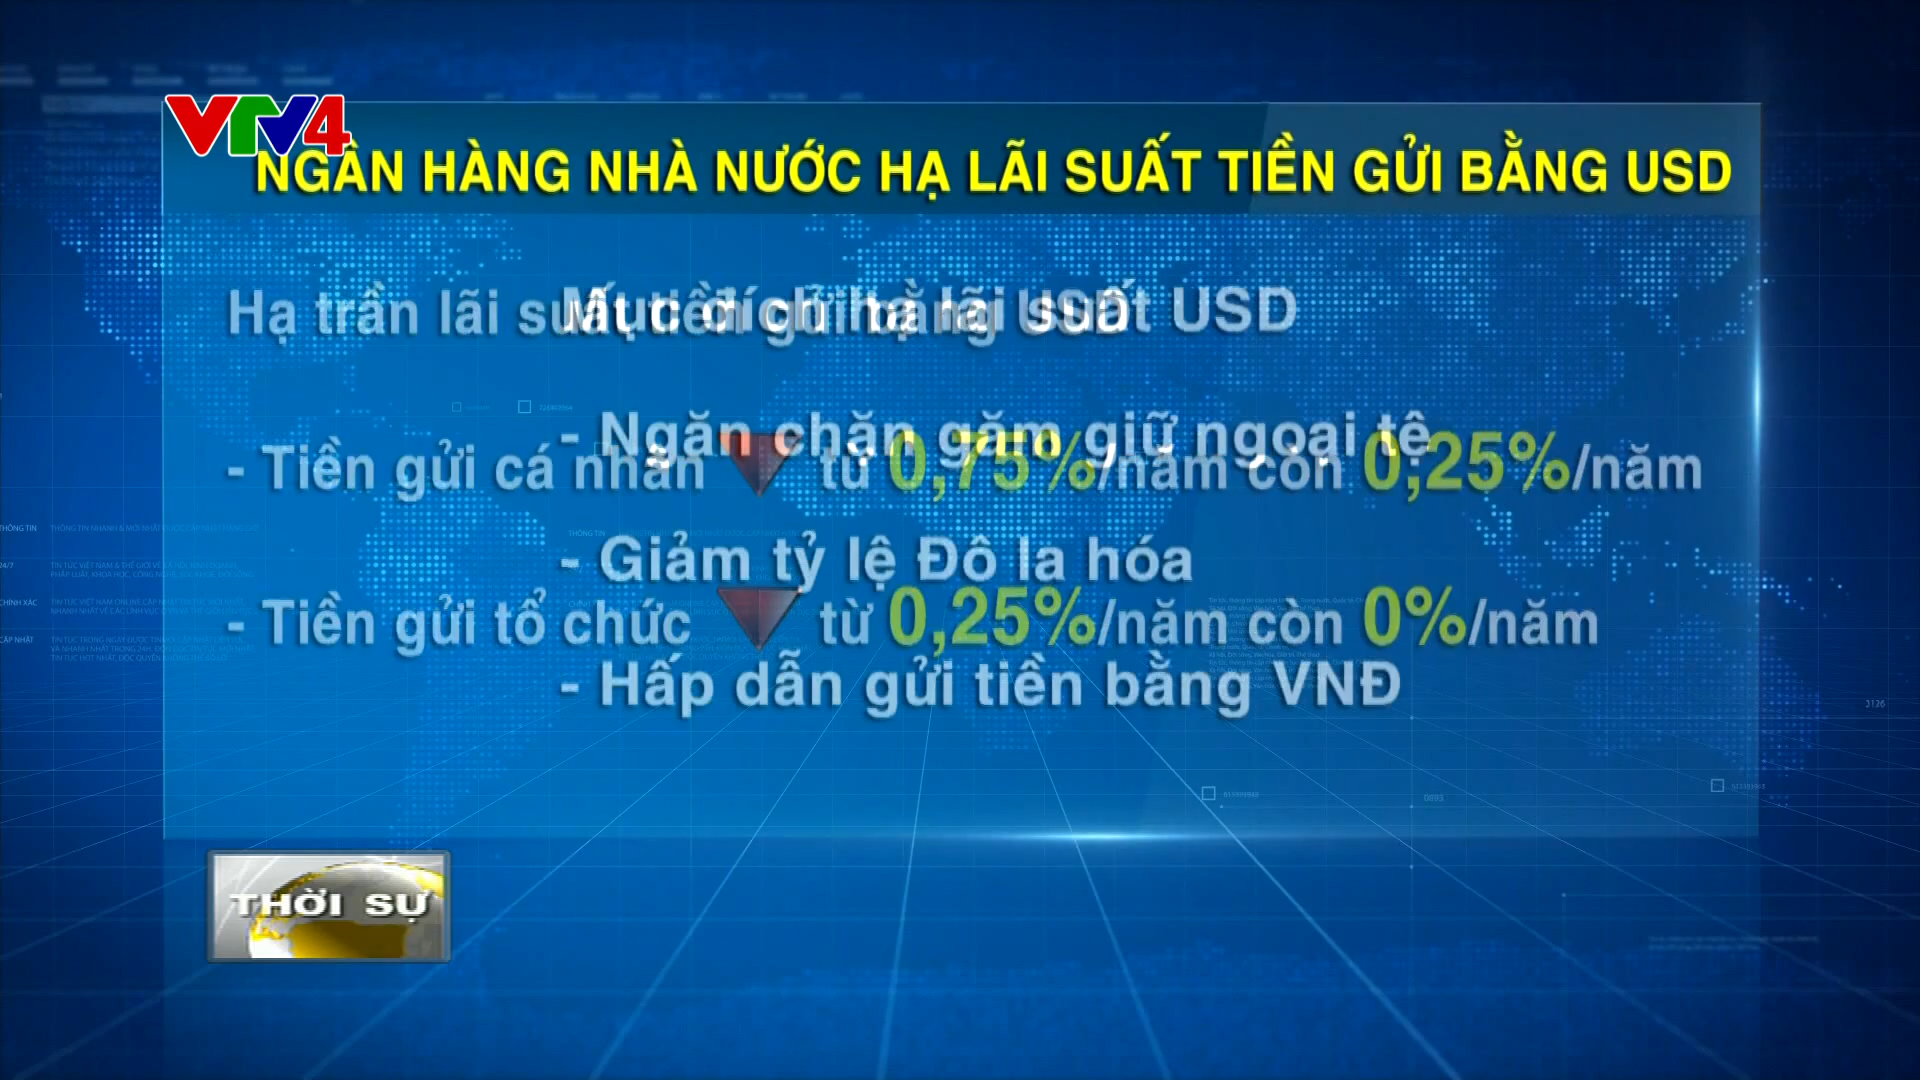 VTV4
NGÂN HÀNG NHÀ NƯỚC HẠ LÃI SUẤT TIỀN GỬI BẰNG USD
Hạ trần lãi suất tiền gửi bằng USD
Mục đích hạ lãi suất USD
- Ngăn chặn găm giữ ngoại tệ
- Tiền gửi cá nhân từ 0,75%/năm còn 0,25%/năm
- Giảm tỷ lệ Đô la hóa
- Tiền gửi tổ chức từ 0,25%/năm còn 0%/năm
- Hấp dẫn gửi tiền bằng VNĐ
THỜI SỰ